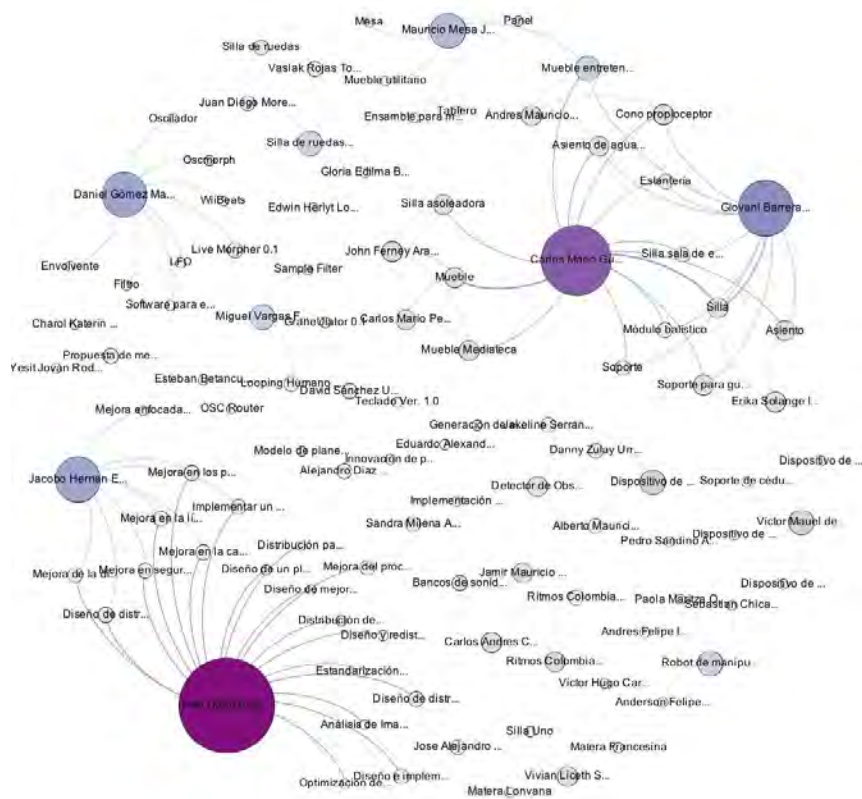 Mesa
Panel
Mauricio Mesa J...
Silla de ruedas
Mueble entreten...
Vaslak Rojas To...
Mueble utilitario
Juan Diego More...
Tablero
Cono propioceptor
Oscilador
Ensamble para m...
Andres Mauricio...
Silla de ruedas...
Asiento de agua...
Oscmorph
Gloria Edilma B...
Estantería
Daniel Gómez Ma...
WiiBeats
Edwin Herlyt Lo...
Silla asoleadora
Giovani Barrera...
Live Morpher 0.1
John Ferney Ara...
Silla sala de e...
Envolvente
LFO
Sample Filter
Mueble
Carlos Mario Gu...
Filtro
Software para e...
Silla
Charol Katerin ...
Miguel Vargas F...
Granulator 0.1
Carlos Mario Pe...
Módulo balístico
Asiento
Propuesta de me...
Mueble Mediateca
Yesit Jovan Rod...
Soporte
Esteban Betancu...
Looping Humano...
David Sánchez U...
Soporte para gu...
Mejora enfocada...
OSC Router
Teclado Ver. 1.0
Erika Solange I...
Generación de
Jakeline Serran...
Modelo de plane...
Eduardo Alexand...
Innovación de p...
Danny Zulay Urr...
Alejandro Díaz ...
Dispositivo de...
Jacobo Hernan E...
Mejora en los p...
Detector de Obs...
Dispositivo de ...
Soporte de cédu...
Implementar un ...
Implementación ...
Mejora en la lí...
Sandra Milena A...
Alberto Maurici...
Victor Mauel de
Distribución pa...
Pedro Sandino A...
Dispositivo de ...
Mejora en la ca...
Mejora de la di...
Mejora en segur...
Diseño de un pl...
Mejora del proc...
Jamir Mauricio ...
Bancos de sonid...
Dispositivo de ...
Diseño de mejor...
Ritmos Colombia...
Paola Maritza O...
Sebastian Chica...
Diseño de distr...
Distribución de...
Diseño y redist...
Andres Felipe I...
Carlos Andres C...
Ritmos Colombia...
Robot de manipu
Estandarización...
Victor Hugo Car...
Diseño de distr...
Anderson Felipe...
Análisis de Ima...
Silla Uno
Jose Alejandro ...
Matera Francesina
Optimización de...
Diseño e implem...
Vivian Liceth S...
Matera Lonvana